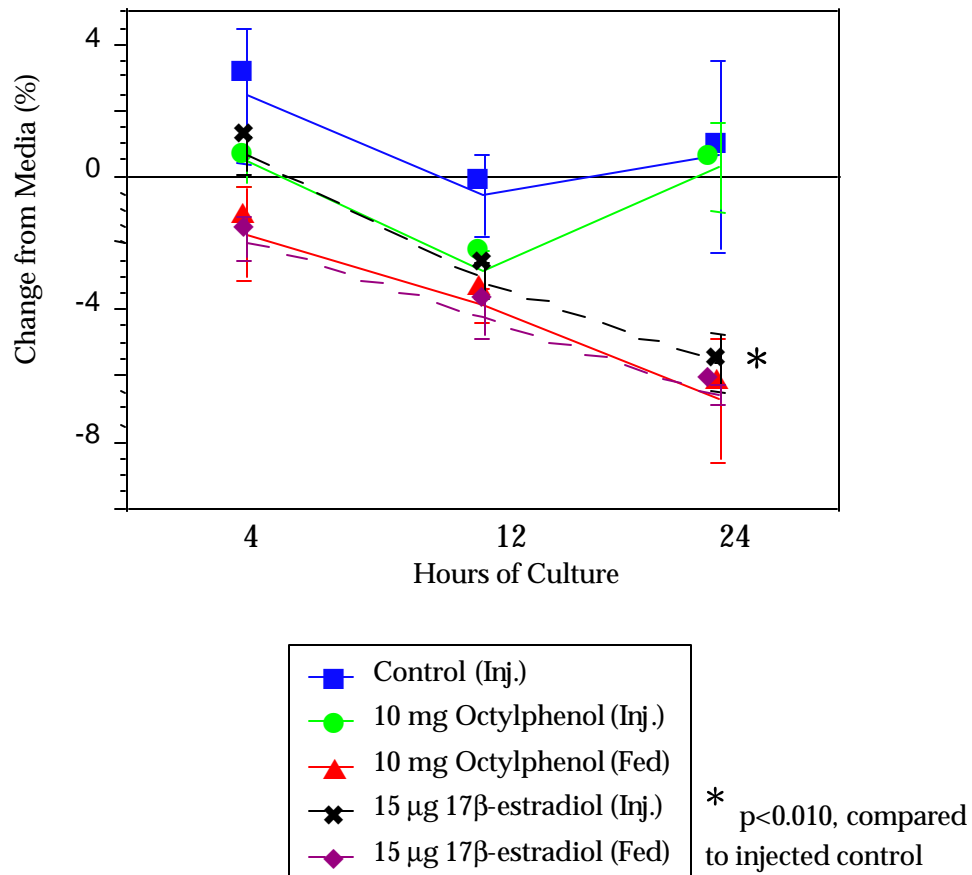 4
0
-4
-8
Change from Media (%)
4
12
24
Hours of Culture
Control (Inj.)
10 mg Octylphenol (Inj.)
10 mg Octylphenol (Fed)
15 µg 17β-estradiol (Inj.)
15 µg 17β-estradiol (Fed)
*
* p<0.010, compared
to injected control